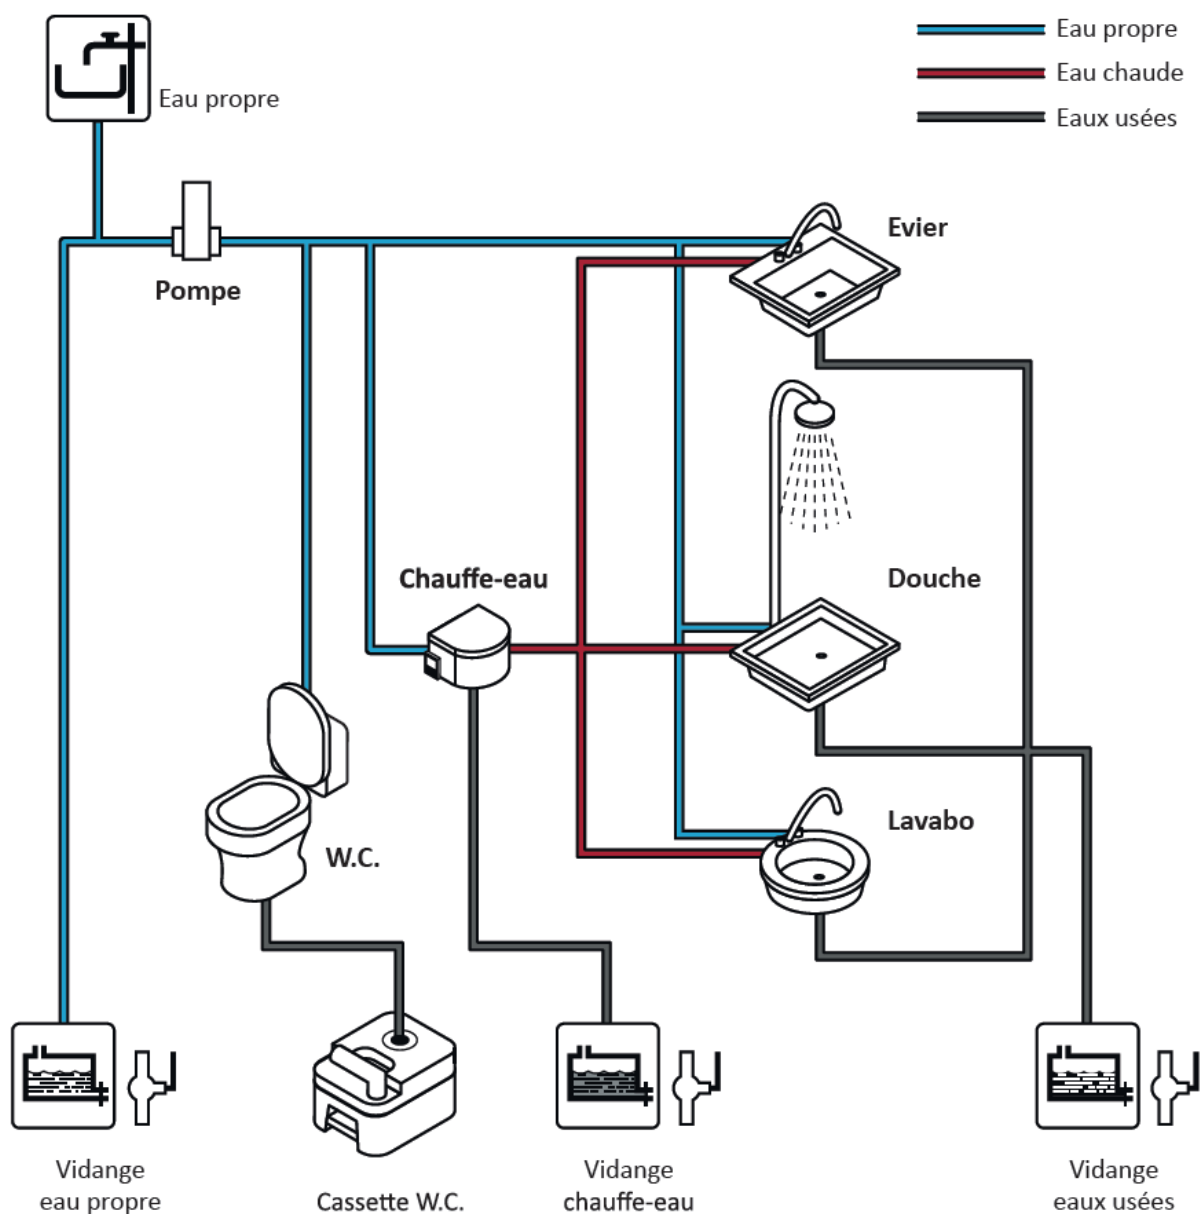 Eau propre
Eau chaude
Eaux usées
Eau propre
Pompe
Evier
Chauffe-eau
Douche
W.C.
Lavabo
Vidange
eau propre
Cassette W.C.
Vidange
chauffe-eau
Vidange
eaux usées